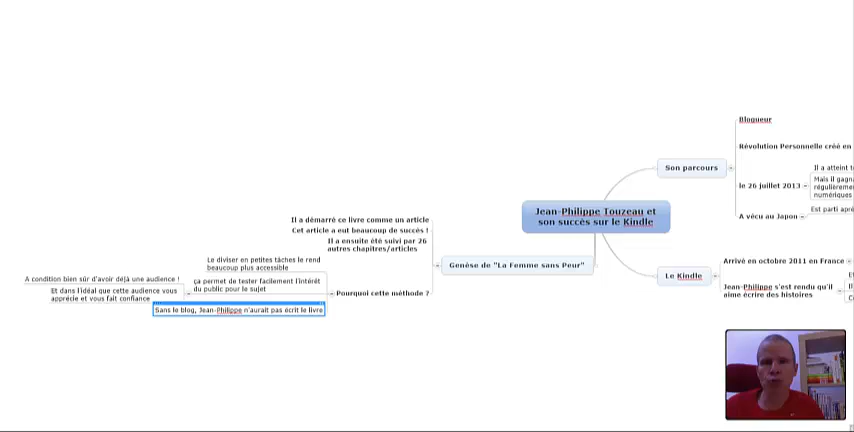 Jean-Philippe Touzeau et
son succès sur le Kindle
Son parcours
Blogueur
Révolution Personnelle créé en
le 26 juillet 2013
Il a atteint
Mais il
numériques
A vécu au Japon
Est parti
Le Kindle
Arrivé en octobre 2011 en France
Jean-Philippe s'est rendu qu'il
aime écrire des histoires
Genèse de "La Femme sans Peur"
Il a démarré ce livre comme un article
Cet article a eut beaucoup de succès !
Il a ensuite été suivi par 26
autres chapitres/articles
Pourquoi cette méthode ?
Le diviser en petites tâches le rend
beaucoup plus accessible
ça permet de tester facilement l'intérêt
du public pour le sujet
A condition bien sûr d'avoir déjà une audience !
Et dans l'idéal que cette audience vous
apprécie et vous fait confiance
Sans le blog, Jean-Philippe n'aurait pas écrit le livre